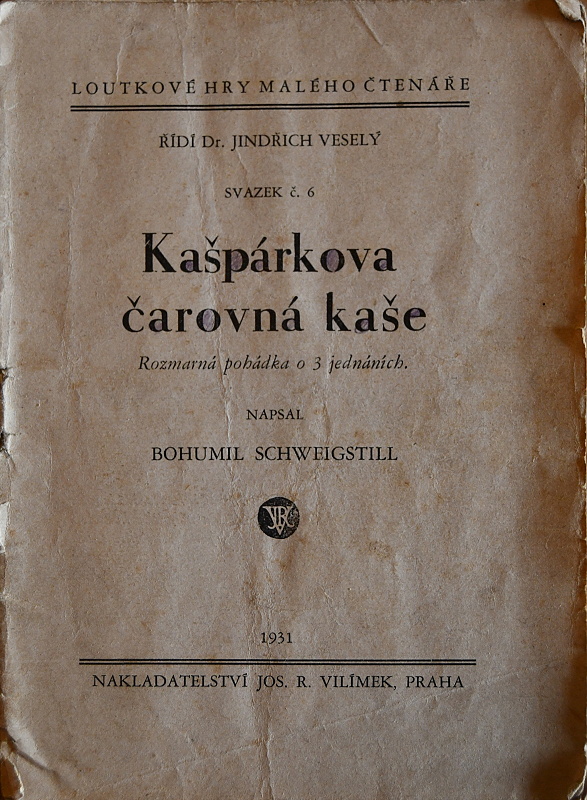 LOUTKOVÉ HRY MALÉHO ČTENÁŘE
ŘÍDÍ Dr. JINDŘICH VESELÝ
SVAZEK č. 6
Kašpárkova
čarovná kaše
Rozmarná pohádka o 3 jednáních.
NAPSAL
BOHUMIL SCHWEIGSTILL
1931
NAKLADATELSTVÍ JOS. R. VILÍMEK, PRAHA